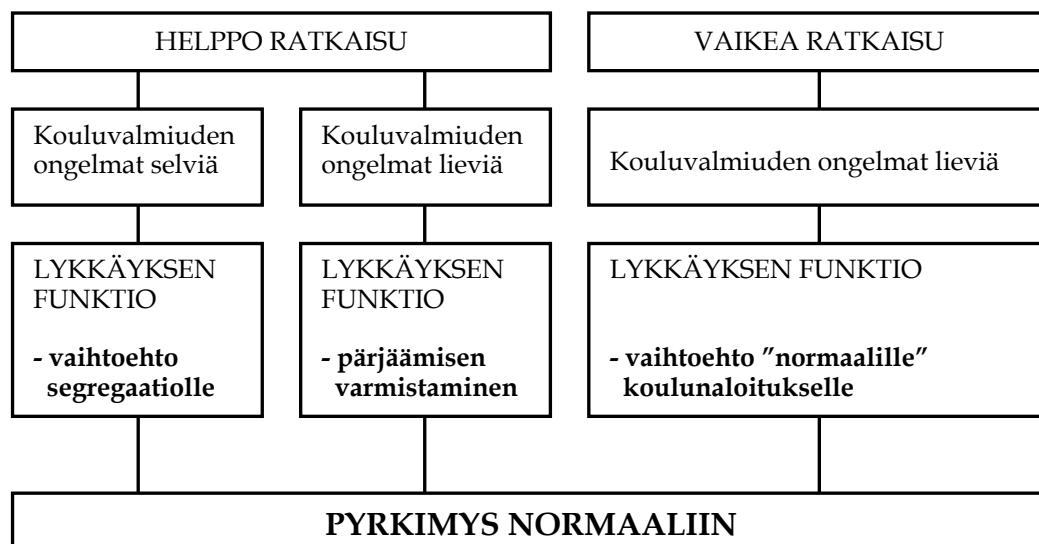 HELPPO RATKAISU
VAIKEA RATKAISU
Kouluvalmiuden
ongelmat selviä
Kouluvalmiuden
ongelmat lieviä
Kouluvalmiuden ongelmat lieviä
LYKKÄYKSEN
FUNKTIO
- vaihtoehto
segregaatiolle
LYKKÄYKSEN
FUNKTIO
- pärjäämisen
varmistaminen
LYKKÄYKSEN FUNKTIO
- vaihtoehto ”normaalille”
koulunaloitukselle
PYRKIMYS NORMAALIIN